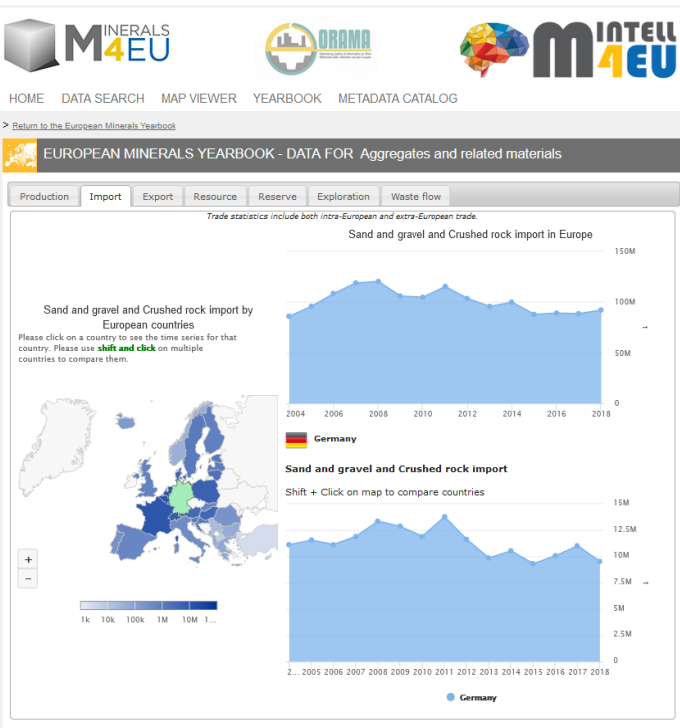 MINERALS
M4EU
ORAMA
MINTELL
4EU
HOME DATA SEARCH MAP VIEWER YEARBOOK METADATA CATALOG
> Return to the European Minerals Yearbook
EUROPEAN MINERALS YEARBOOK - DATA FOR Aggregates and related materials
Production Import Export Resource Reserve Exploration Waste flow
Trade statistics include both intra-European and extra-European trade.
Sand and gravel and Crushed rock import in Europe
150M
100M
50M
0
t
2004 2006 2008 2010 2012 2014 2016 2018
Sand and gravel and Crushed rock import by
European countries
Please click on a country to see the time series for that
country. Please use shift and click on multiple
countries to compare them.
+
-
1k 10k 100k 1M 10M 1...
Germany
Sand and gravel and Crushed rock import
Shift + Click on map to compare countries
15M
12.5M
10M
7.5M
5M
2.5M
0
t
2... 2005 2006 2007 2008 2009 2010 2011 2012 2013 2014 2015 2016 2017 2018
Germany